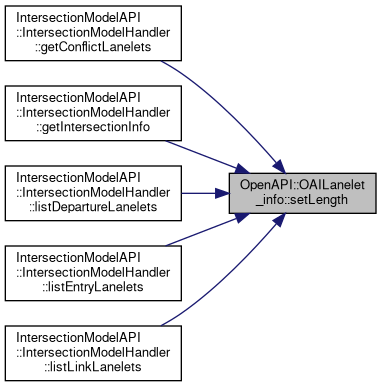 IntersectionModelAPI
::IntersectionModelHandler
::getConflictLanelets
IntersectionModelAPI
::IntersectionModelHandler
::getIntersectionInfo
IntersectionModelAPI
::IntersectionModelHandler
::listDepartureLanelets
IntersectionModelAPI
::IntersectionModelHandler
::listEntryLanelets
IntersectionModelAPI
::IntersectionModelHandler
::listLinkLanelets
OpenAPI::OAILanelet
_info::setLength